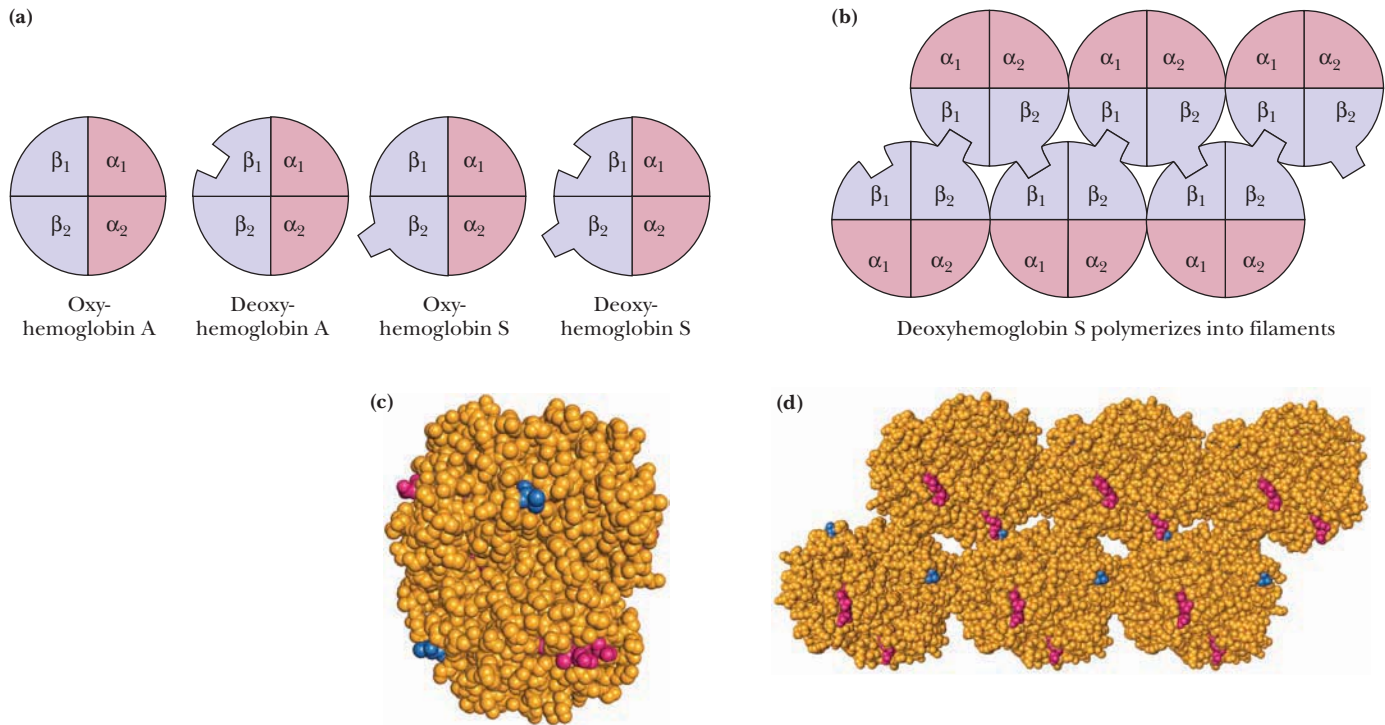 (a)
β₁ α₁
β₂ α₂
Oxy-
hemoglobin A
β₁ α₁
β₂ α₂
Deoxy-
hemoglobin A
β₁ α₁
β₂ α₂
Oxy-
hemoglobin S
β₁ α₁
β₂ α₂
Deoxy-
hemoglobin S
(b)
α₁ α₂ α₁ α₂ α₁ α₂
β₁ β₂ β₁ β₂ β₁ β₂
β₁ β₂ β₁ β₂ β₁ β₂
α₁ α₂ α₁ α₂ α₁ α₂
Deoxyhemoglobin S polymerizes into filaments
(c)
(d)